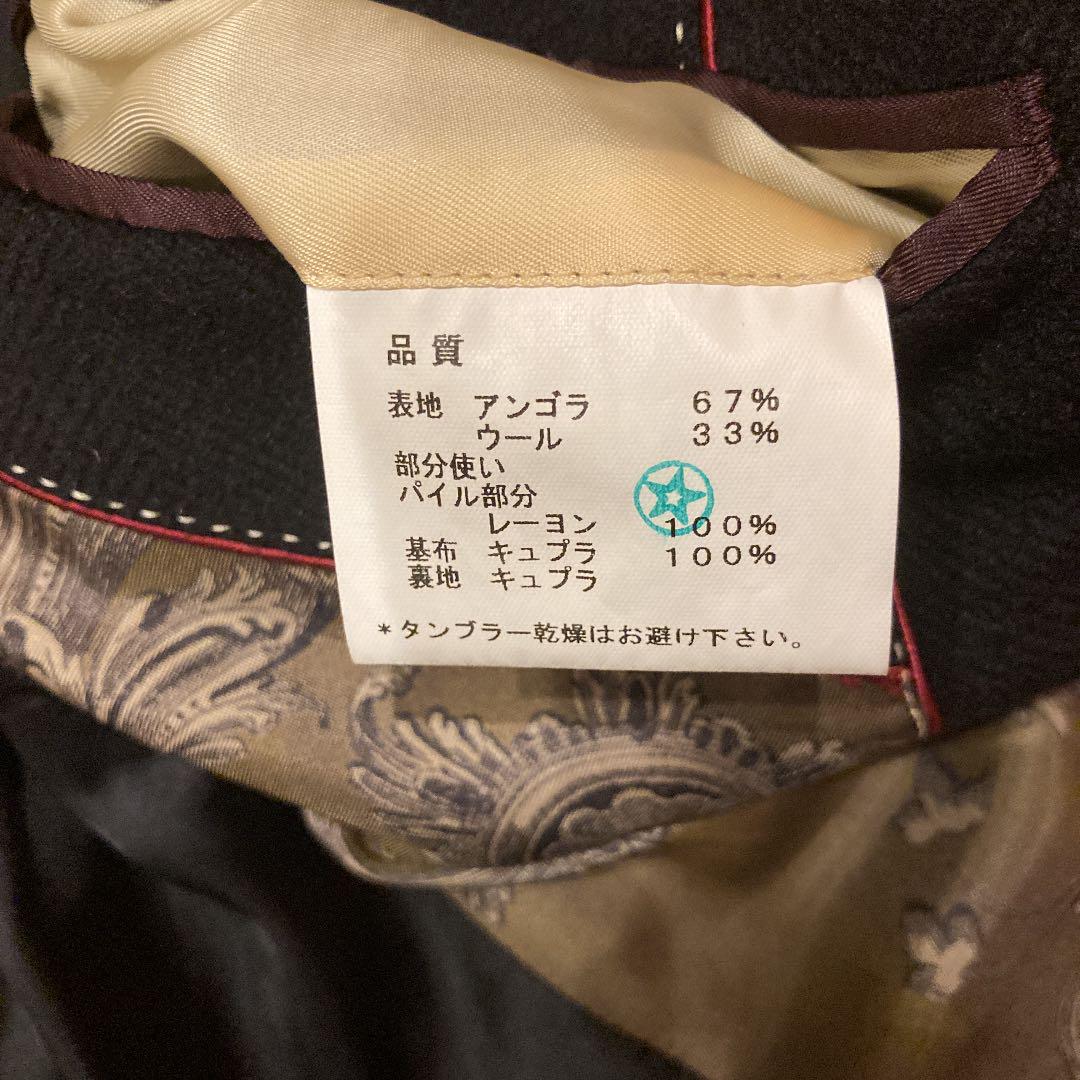 品質
表地 アンゴラ 67%
ウール 33%
部分使い
パイル部分
レーヨン 100%
基布 キュプラ 100%
裏地 キュプラ
*タンブラー乾燥はお避け下さい。